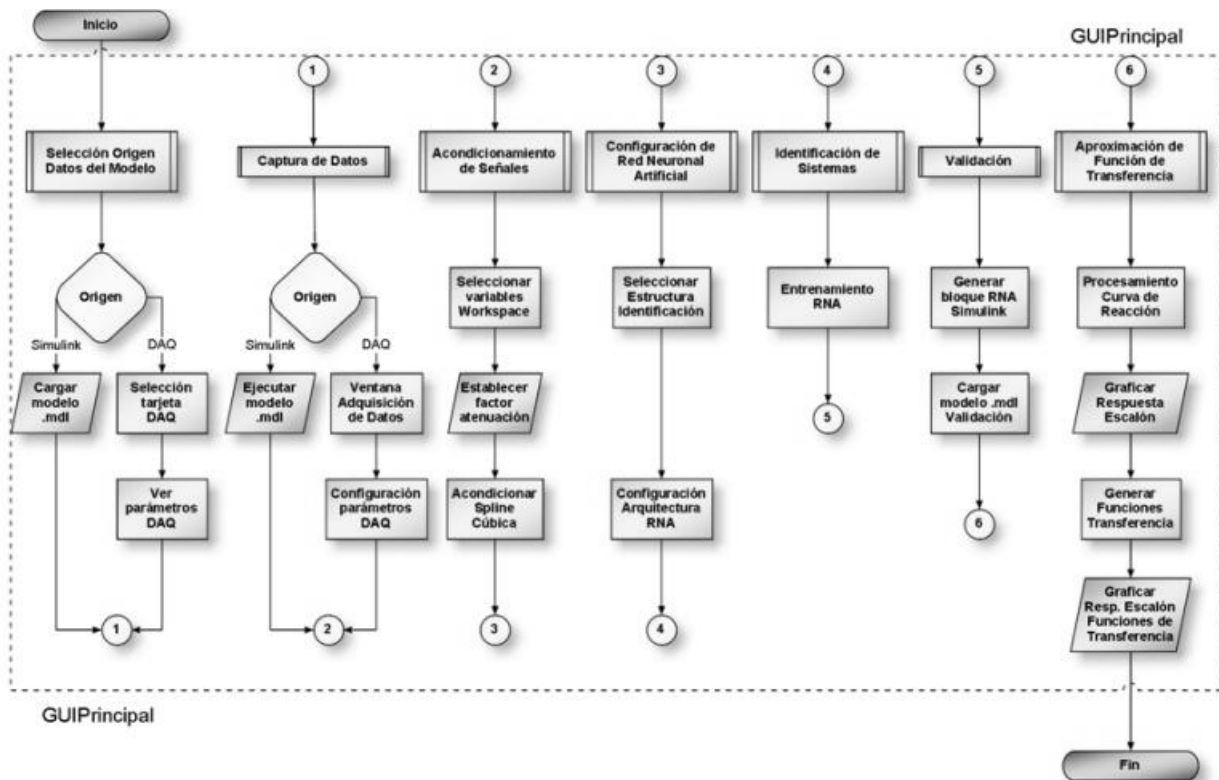 Inicio
GUIPrincipal
Selección Origen
Datos del Modelo
Origen
Simulink
DAQ
Cargar
modelo
.mdl
Selección
tarjeta
DAQ
Ver
parámetros
DAQ
1
1
Captura de Datos
Origen
Simulink
DAQ
Ejecutar
modelo
.mdl
Ventana
Adquisición
de Datos
Configuración
parámetros
DAQ
2
2
Acondicionamiento
de Señales
Seleccionar
variables
Workspace
Establecer
factor
atenuación
Acondicionar
Spline
Cúbica
3
3
Configuración de
Red Neuronal
Artificial
Seleccionar
Estructura
Identificación
Configuración
Arquitectura
RNA
4
4
Identificación de
Sistemas
Entrenamiento
RNA
5
5
Validación
Generar
bloque RNA
Simulink
Cargar
modelo .mdl
Validación
6
6
Aproximación de
Función de
Transferencia
Procesamiento
Curva de
Reacción
Graficar
Respuesta
Escalón
Generar
Funciones
Transferencia
Graficar
Resp. Escalón
Funciones de
Transferencia
GUIPrincipal
Fin